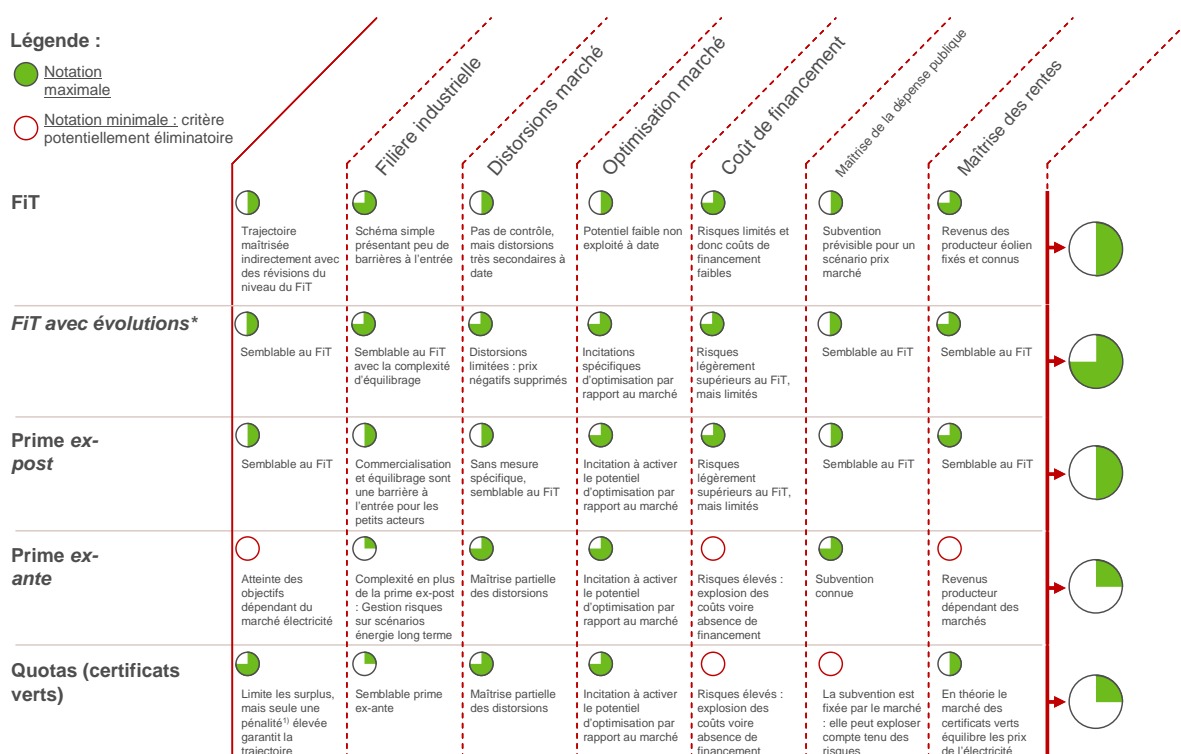 Légende :
Notation
maximale
Notation minimale : critère
potentiellement éliminatoire
Filière industrielle
Distorsions marché
Optimisation marché
Coût de financement
Maîtrise de la dépense publique
Maîtrise des rentes
FiT
Trajectoire
maîtrisée
indirectement avec
des révisions du
niveau du FiT
Schéma simple
présentant peu de
barrières à l'entrée
Pas de contrôle,
mais distorsions
très secondaires à
date
Potentiel faible non
exploité à date
Risques limités et
donc coûts de
financement
faibles
Subvention
prévisible pour un
scénario prix
marché
Revenus des
producteur éolien
fixés et connus
FiT avec évolutions*
Semblable au FiT
Semblable au FiT
avec la complexité
d'équilibrage
Distorsions
limitées : prix
négatifs supprimés
Incitations
spécifiques
d'optimisation par
rapport au marché
Risques
légèrement
supérieurs au FiT,
mais limités
Semblable au FiT
Semblable au FiT
Prime ex-
post
Semblable au FiT
Commercialisation
et équilibrage sont
une barrière à
l'entrée pour les
petits acteurs
Sans mesure
spécifique,
semblable au FiT
Incitation à activer
le potentiel
d'optimisation par
rapport au marché
Risques
légèrement
supérieurs au FiT,
mais limités
Semblable au FiT
Semblable au FiT
Prime ex-
ante
Atteinte des
objectifs
dépendant du
marché électricité
Complexité en plus
de la prime ex-post
: Gestion risques
sur scénarios
énergie long terme
Maîtrise partielle
des distorsions
Incitation à activer
le potentiel
d'optimisation par
rapport au marché
Risques élevés :
explosion des
coûts voire
absence de
financement
Subvention
connue
Revenus
producteur
dépendant des
marchés
Quotas (certificats
verts)
Limite les surplus,
mais seule une
pénalité¹⁾ élevée
garantit la
trajectoire
Semblable prime
ex-ante
Maîtrise partielle
des distorsions
Incitation à activer
le potentiel
d'optimisation par
rapport au marché
Risques élevés :
explosion des
coûts voire
absence de
financement
La subvention est
fixée par le marché
: elle peut exploser
compte tenu des
risques
En théorie le
marché des
certificats verts
équilibre les prix
de l'électricité